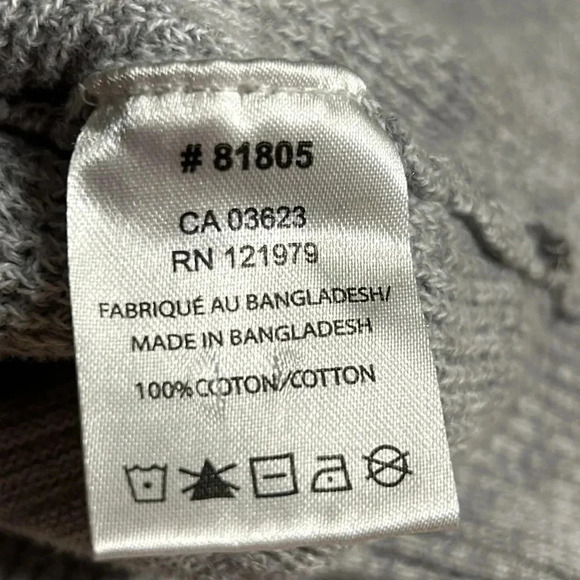 # 81805
CA 03623
RN 121979
FABRIQUÉ AU BANGLADESH/
MADE IN BANGLADESH
100% COTON/COTTON